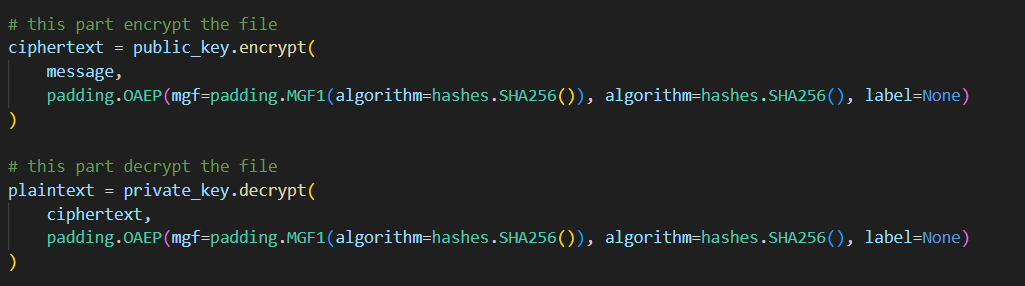 # this part encrypt the file
ciphertext = public_key.encrypt(
    message,
    padding.OAEP(mgf=padding.MGF1(algorithm=hashes.SHA256()), algorithm=hashes.SHA256(), label=None)
)

# this part decrypt the file
plaintext = private_key.decrypt(
    ciphertext,
    padding.OAEP(mgf=padding.MGF1(algorithm=hashes.SHA256()), algorithm=hashes.SHA256(), label=None)
)